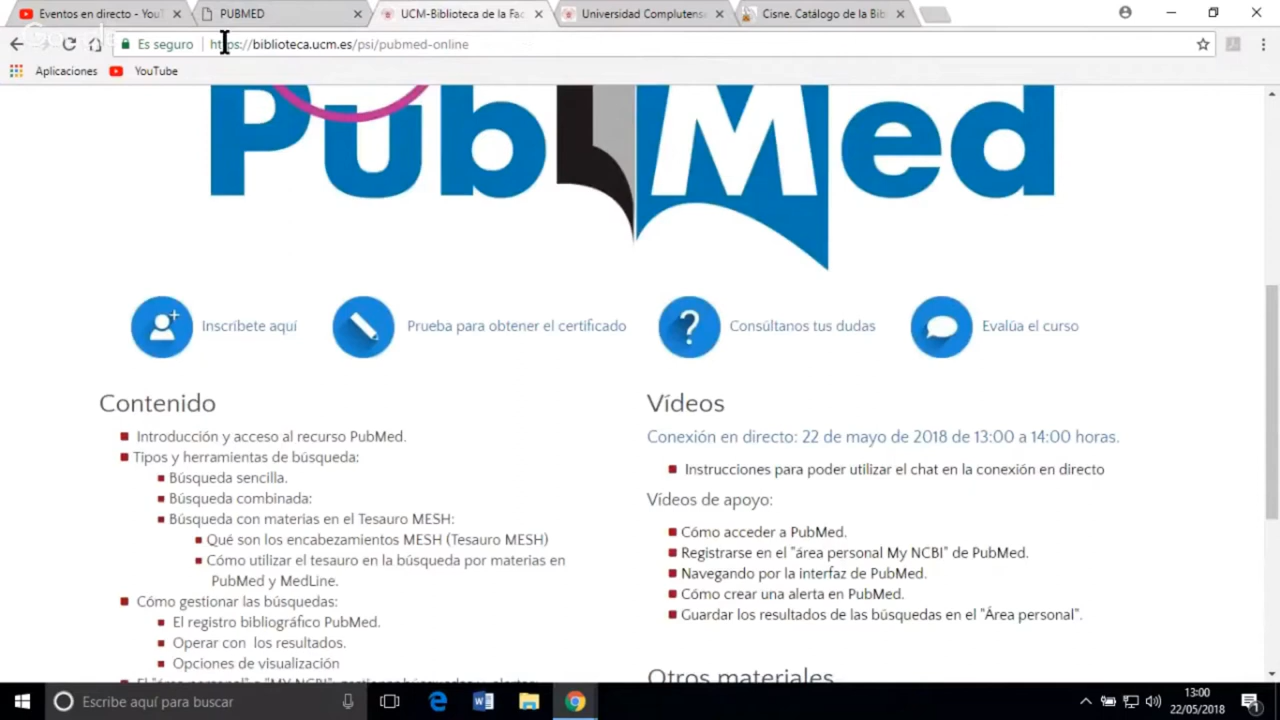 Eventos en directo - You
PUBMED
UCM-Biblioteca de la Fac
Universidad Complutens
Cisne. Catálogo de la Bib
Es seguro
https://biblioteca.ucm.es/psi/pubmed-online
Aplicaciones
YouTube
PubMed
Inscríbete aquí
Prueba para obtener el certificado
Consúltanos tus dudas
Evalúa el curso
Contenido
Introducción y acceso al recurso PubMed.
Tipos y herramientas de búsqueda:
Búsqueda sencilla.
Búsqueda combinada:
Búsqueda con materias en el Tesauro MESH:
Qué son los encabezamientos MESH (Tesauro MESH)
Cómo utilizar el tesauro en la búsqueda por materias en
PubMed y MedLine.
Cómo gestionar las búsquedas:
El registro bibliográfico PubMed.
Operar con los resultados.
Opciones de visualización
Vídeos
Conexión en directo: 22 de mayo de 2018 de 13:00 a 14:00 horas.
Instrucciones para poder utilizar el chat en la conexión en directo
Vídeos de apoyo:
Cómo acceder a PubMed.
Registrarse en el "área personal My NCBI" de PubMed.
Navegando por la interfaz de PubMed.
Cómo crear una alerta en PubMed.
Guardar los resultados de las búsquedas en el "Área personal".
Otros materiales
Escribe aquí para buscar
13:00
22/05/2018